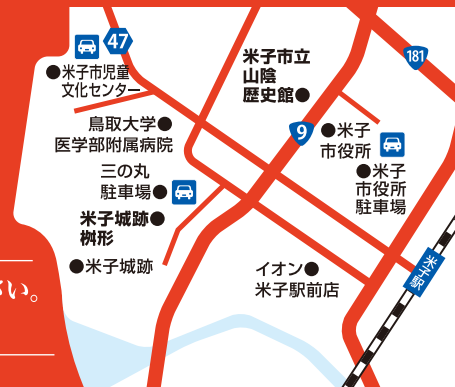 47
●米子市児童
文化センター
米子市立
山陰
歴史館●
181
鳥取大学●
医学部附属病院
9
●米子
市役所
三の丸
駐車場●
●米子
市役所
駐車場
米子城跡●
桝形
●米子城跡
イオン●
米子駅前店
米子駅
い。